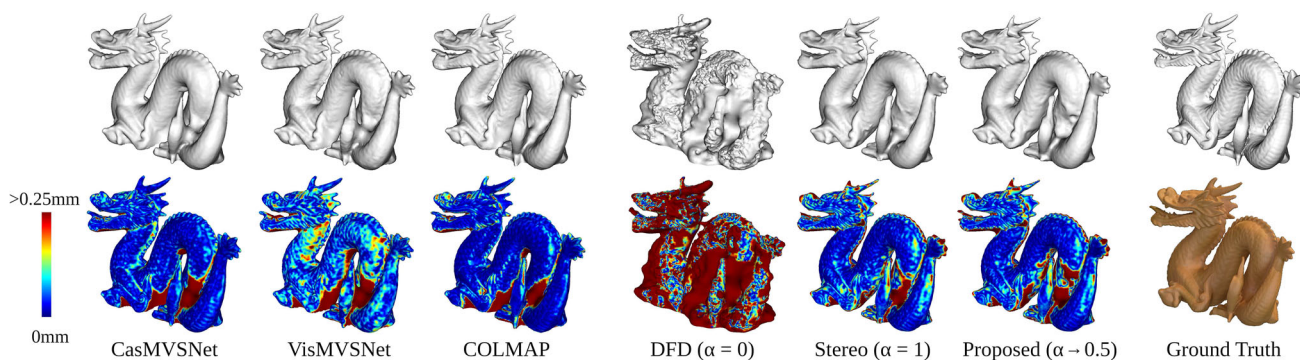 >0.25mm
0mm
CasMVSNet
VisMVSNet
COLMAP
DFD (α = 0)
Stereo (α = 1)
Proposed (α→0.5)
Ground Truth